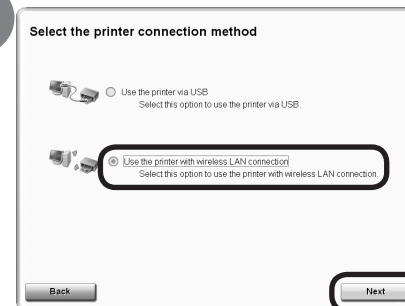 Select the printer connection method
Use the printer via USB
Select this option to use the printer via USB.
Use the printer with wireless LAN connection
Select this option to use the printer with wireless LAN connection.
Back
Next